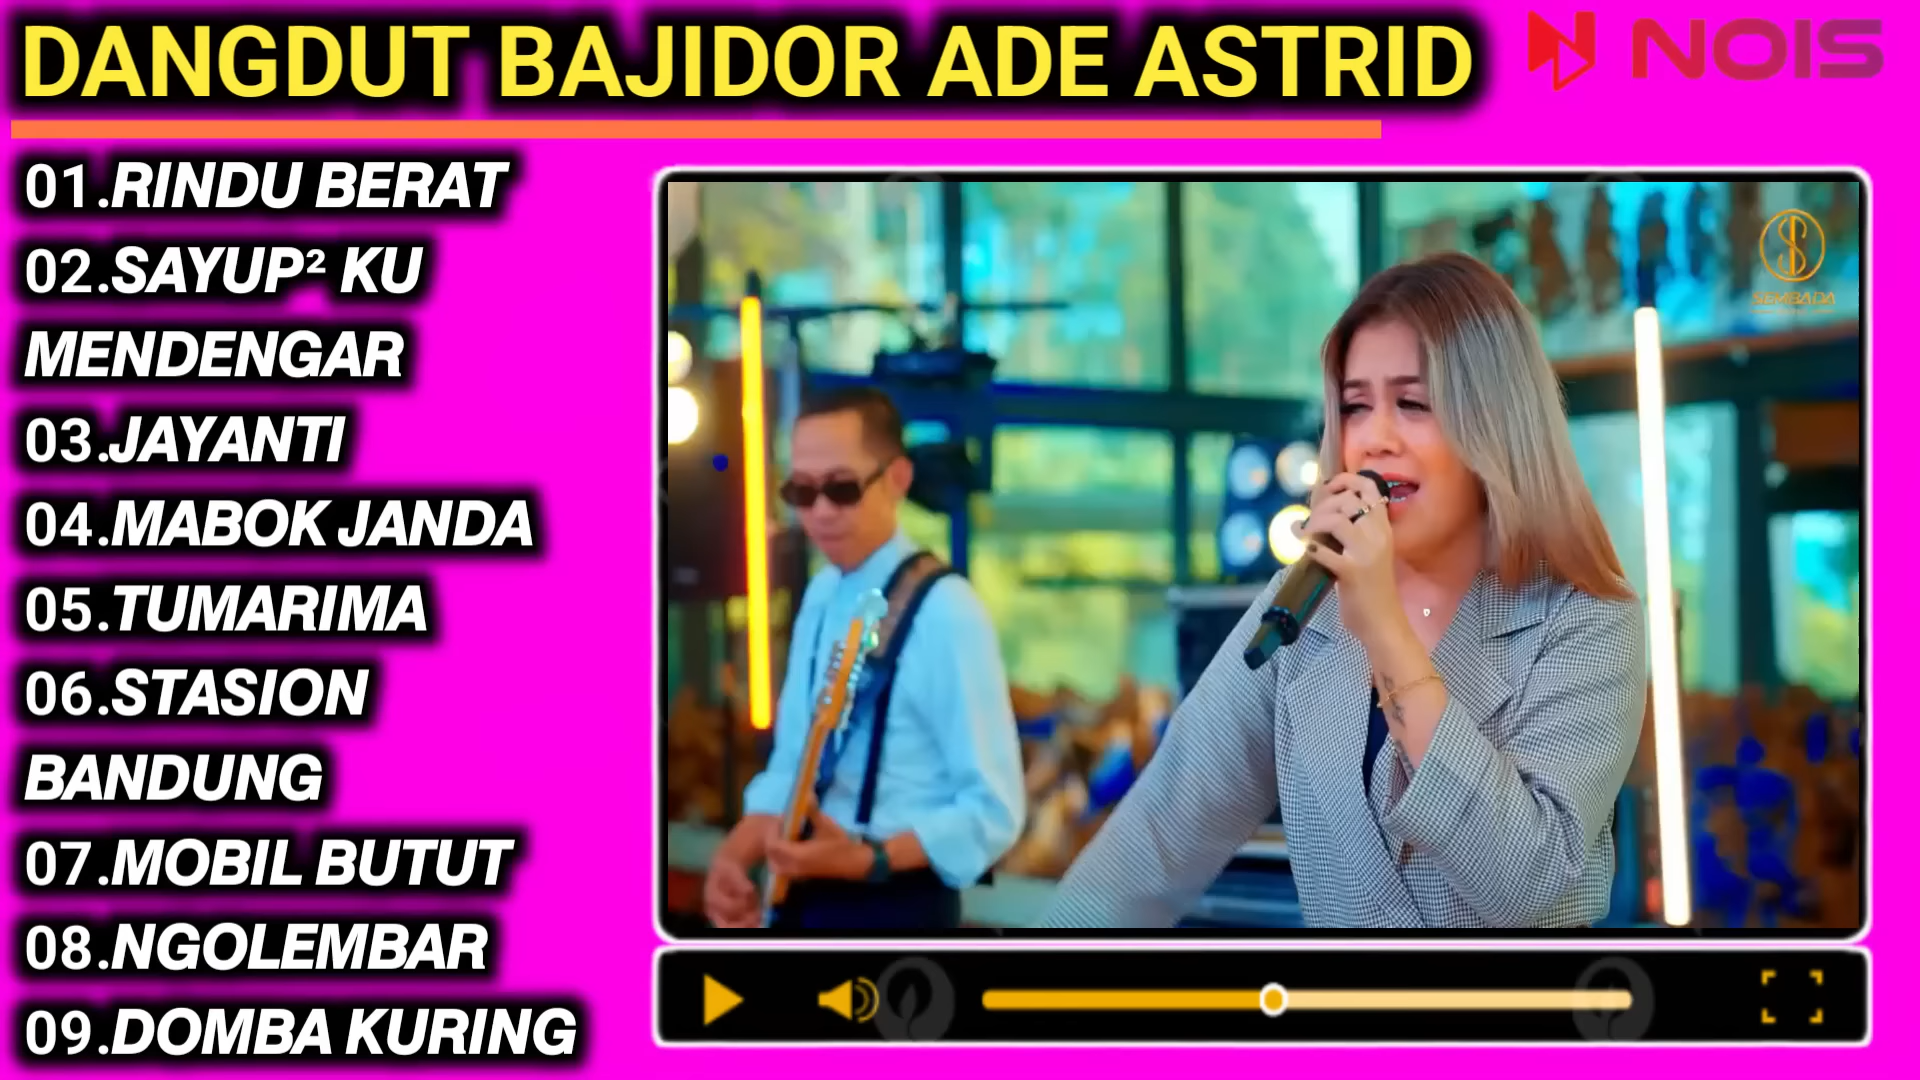 DANGDUT BAJIDOR ADE ASTRID
NOIS
01.RINDU BERAT
02.SAYUP² KU
MENDENGAR
03.JAYANTI
04.MABOK JANDA
05.TUMARIMA
06.STASION
BANDUNG
07.MOBIL BUTUT
08.NGOLEMBAR
09.DOMBA KURING
SEMBADA